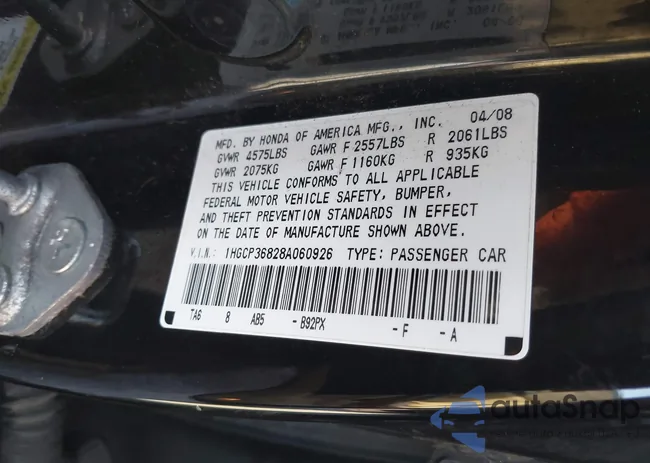 MFD. BY HONDA OF AMERICA MFG., INC. 04/08
GVWR 4575LBS GAWR F 2557LBS R 2061LBS
GVWR 2075KG GAWR F 1160KG R 935KG
THIS VEHICLE CONFORMS TO ALL APPLICABLE
FEDERAL MOTOR VEHICLE SAFETY, BUMPER,
AND THEFT PREVENTION STANDARDS IN EFFECT
ON THE DATE OF MANUFACTURE SHOWN ABOVE.
V.I.N.: 1HGCP36828A060926 TYPE: PASSENGER CAR
TA6 8 AB5 -B92PX -F -A
autoSnap